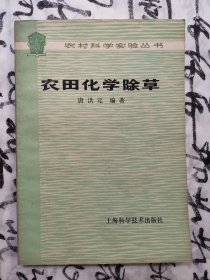 农村科学实验丛书
农田化学除草
唐洪元 编著
上海科学技术出版社